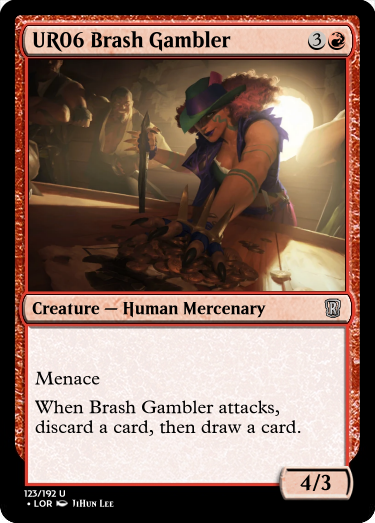 UR06 Brash Gambler 3
Creature — Human Mercenary
Menace
When Brash Gambler attacks,
discard a card, then draw a card.
4/3
123/192 U
• LOR JiHun Lee